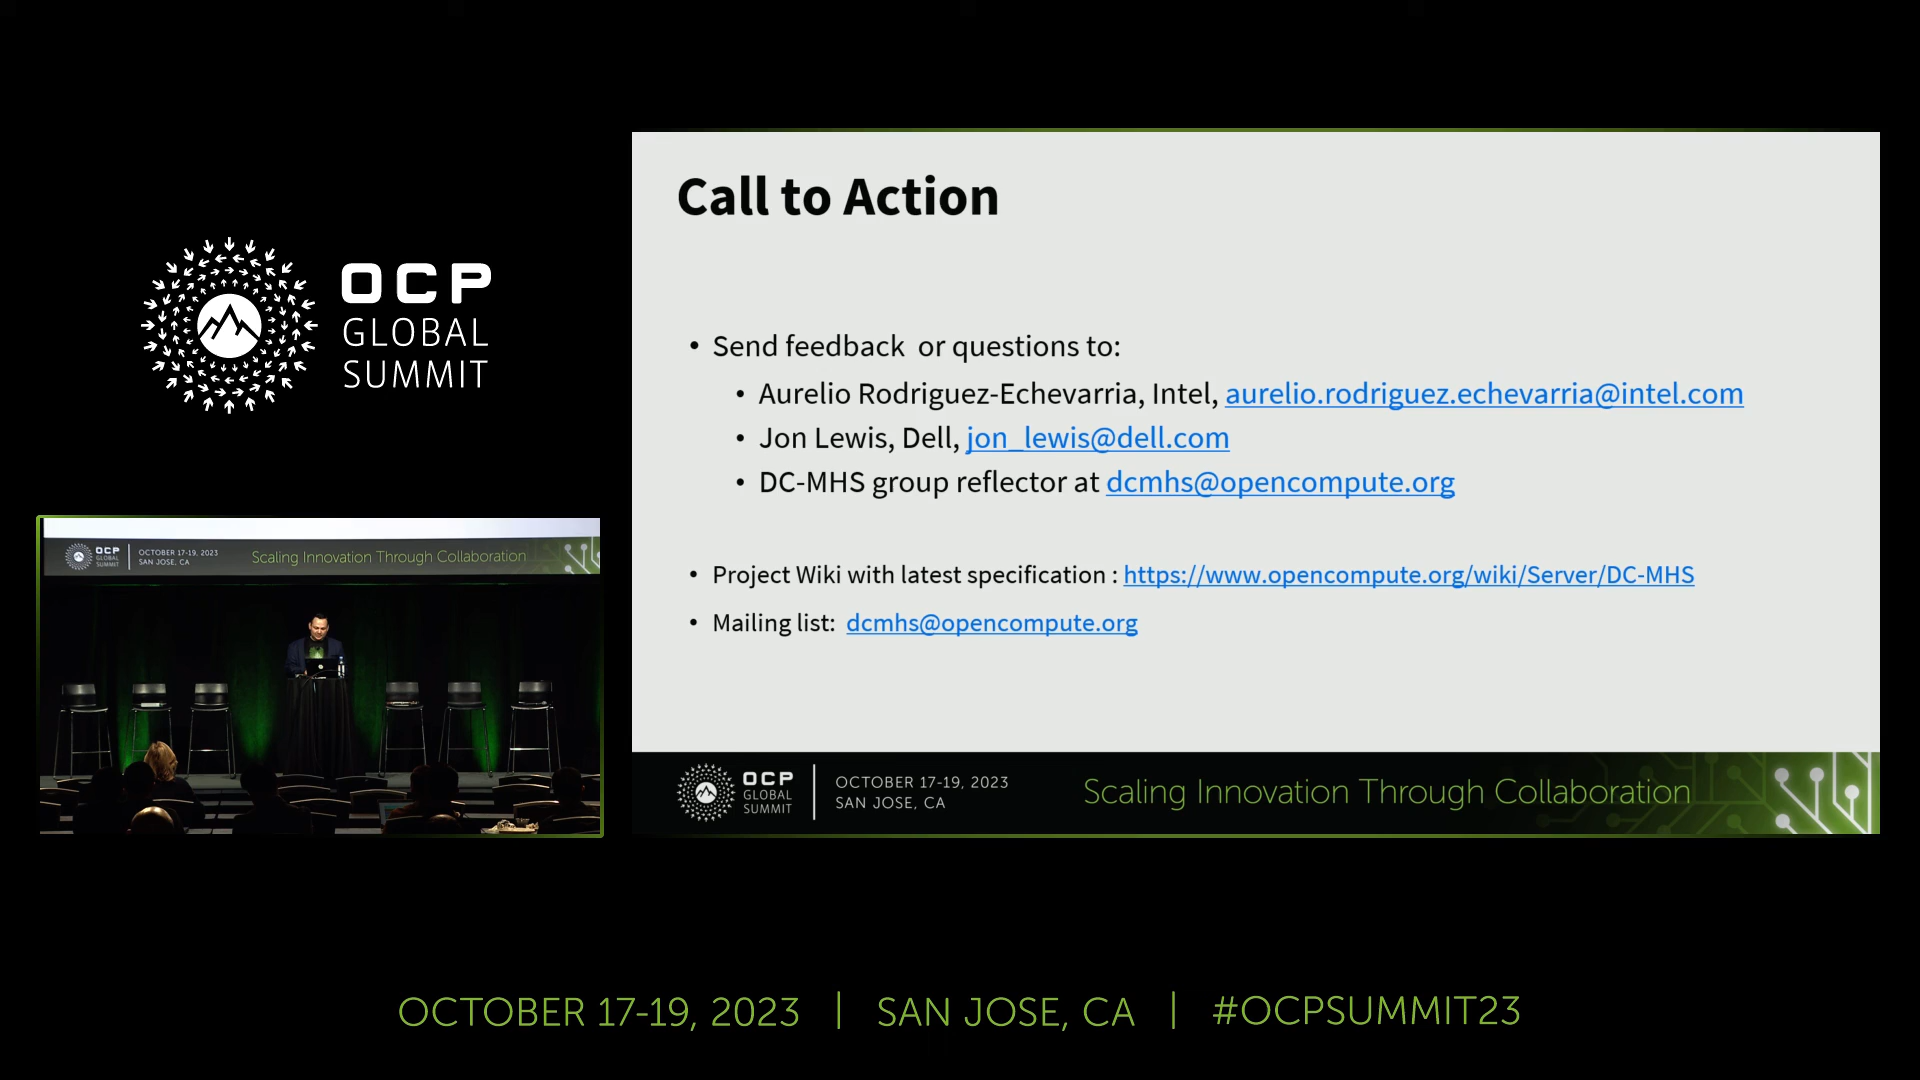 OCP
GLOBAL
SUMMIT
OCP
GLOBAL
SUMMIT
OCTOBER 17-19, 2023
SAN JOSE, CA
Scaling Innovation Through Collaboration
Call to Action
• Send feedback  or questions to:
• Aurelio Rodriguez-Echevarria, Intel, aurelio.rodriguez.echevarria@intel.com
• Jon Lewis, Dell, jon_lewis@dell.com
• DC-MHS group reflector at dcmhs@opencompute.org
• Project Wiki with latest specification : https://www.opencompute.org/wiki/Server/DC-MHS
• Mailing list:  dcmhs@opencompute.org
OCP
GLOBAL
SUMMIT
OCTOBER 17-19, 2023
SAN JOSE, CA
Scaling Innovation Through Collaboration
OCTOBER 17-19, 2023 | SAN JOSE, CA | #OCPSUMMIT23